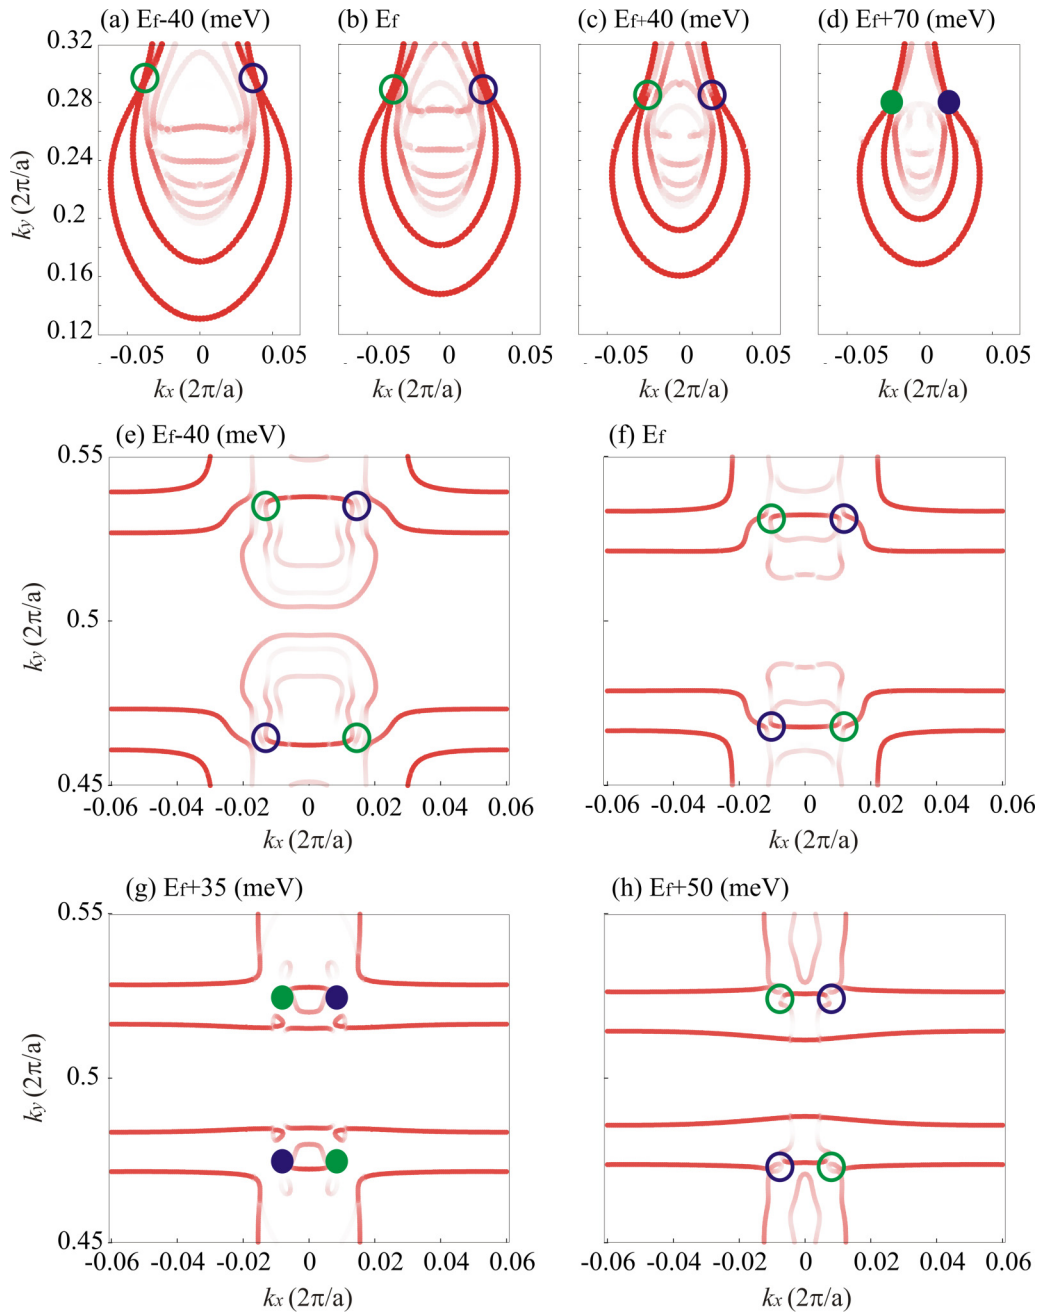 (a) Ef-40 (meV) (b) Ef (c) Ef+40 (meV) (d) Ef+70 (meV)
0.32
0.28
0.24
0.2
0.16
0.12
ky (2π/a)
-0.05 0 0.05 -0.05 0 0.05 -0.05 0 0.05 -0.05 0 0.05
kx (2π/a) kx (2π/a) kx (2π/a) kx (2π/a)
(e) Ef-40 (meV) (f) Ef
0.55
0.5
0.45
ky (2π/a)
-0.06 -0.04 -0.02 0 0.02 0.04 0.06 -0.06 -0.04 -0.02 0 0.02 0.04 0.06
kx (2π/a) kx (2π/a)
(g) Ef+35 (meV) (h) Ef+50 (meV)
0.55
0.5
0.45
ky (2π/a)
-0.06 -0.04 -0.02 0 0.02 0.04 0.06 -0.06 -0.04 -0.02 0 0.02 0.04 0.06
kx (2π/a) kx (2π/a)